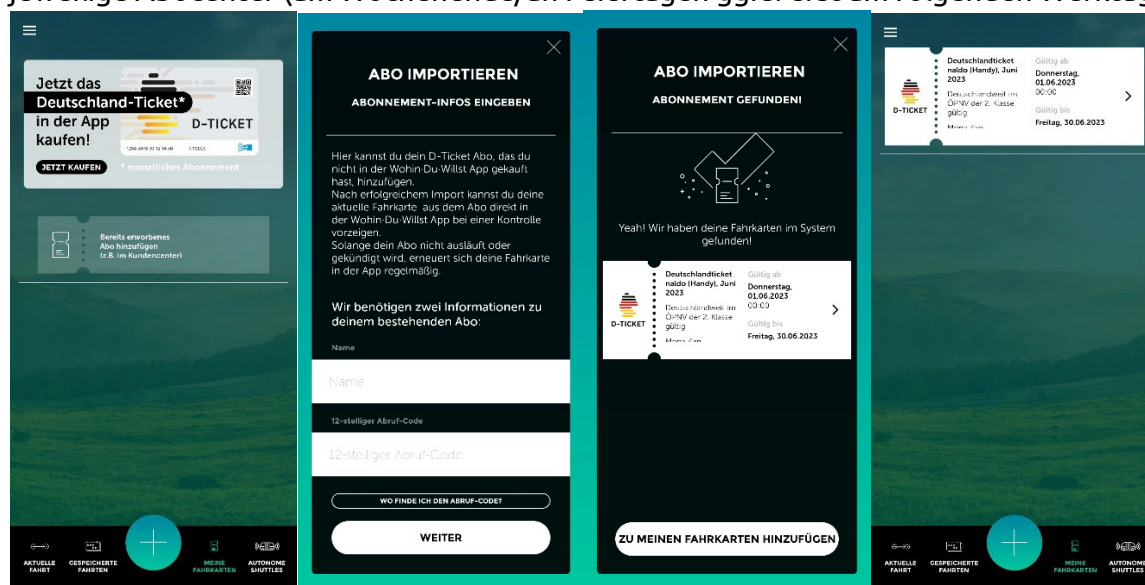 Jetzt das
Deutschland-Ticket*
in der App
kaufen!
D-TICKET
JETZT KAUFEN
* monatliches Abonnement
Bereits erworbenes
Abo hinzufügen
(z.B. im Kundencenter)
AKTUELLE FAHRT
GESPEICHERTE FAHRTEN
MEINE FAHRKARTEN
AUTONOME SHUTTLES
ABO IMPORTIEREN
ABONNEMENT-INFOS EINGEBEN
Hier kannst du dein D-Ticket Abo, das du
nicht in der Wohin-Du-Willst App gekauft
hast, hinzufügen.
Nach erfolgreichem Import kannst du deine
aktuelle Fahrkarte aus dem Abo direkt in
der Wohin-Du-Willst App bei einer Kontrolle
vorzeigen.
Solange dein Abo nicht ausläuft oder
gekündigt wird, erneuert sich deine Fahrkarte
in der App regelmäßig.
Wir benötigen zwei Informationen zu
deinem bestehenden Abo:
Name
Name
12-stelliger Abruf-Code
12-stelliger Abruf-Code
WO FINDE ICH DEN ABRUF-CODE?
WEITER
ABO IMPORTIEREN
ABONNEMENT GEFUNDEN!
Yeah! Wir haben deine Fahrkarten im System
gefunden!
D-TICKET
Deutschlandticket
naldo (Handy), Juni
2023
Deutschlandweit im
ÖPNV der 2. Klasse
gültig
Gültig ab
Donnerstag,
01.06.2023
00:00
Gültig bis
Freitag, 30.06.2023
ZU MEINEN FAHRKARTEN HINZUFÜGEN
D-TICKET
Deutschlandticket
naldo (Handy), Juni
2023
Deutschlandweit im
ÖPNV der 2. Klasse
gültig
Gültig ab
Donnerstag,
01.06.2023
00:00
Gültig bis
Freitag, 30.06.2023
AKTUELLE FAHRT
GESPEICHERTE FAHRTEN
MEINE FAHRKARTEN
AUTONOME SHUTTLES